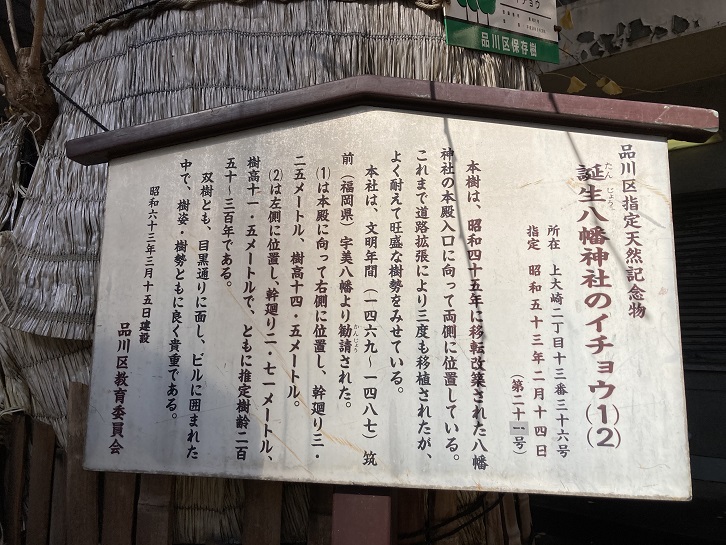 品川区指定天然記念物
誕生八幡神社のイチョウ(1)(2)
たん じょう
所在 上大崎二丁目十三番三十六号
指定 昭和五十三年二月十四日
(第二十一号)
本樹は、昭和四十五年に移転改築された八幡
神社の本殿入口に向って両側に位置している。
これまで道路拡張により三度も移植されたが、
よく耐えて旺盛な樹勢をみせている。
本社は、文明年間(一四六九〜一四八七)筑
前(福岡県)宇美八幡より勧請された。
かんじょう
(1)は本殿に向って右側に位置し、幹廻り三・
二五メートル、樹高十四・五メートル。
(2)は左側に位置し、幹廻り二・七一メートル、
樹高十一・五メートルで、ともに推定樹齢二百
五十〜三百年である。
双樹とも、目黒通りに面し、ビルに囲まれた
中で、樹姿・樹勢ともに良く貴重である。
昭和六十三年三月十五日建設
品川区教育委員会
イチョウ
品川区保存樹